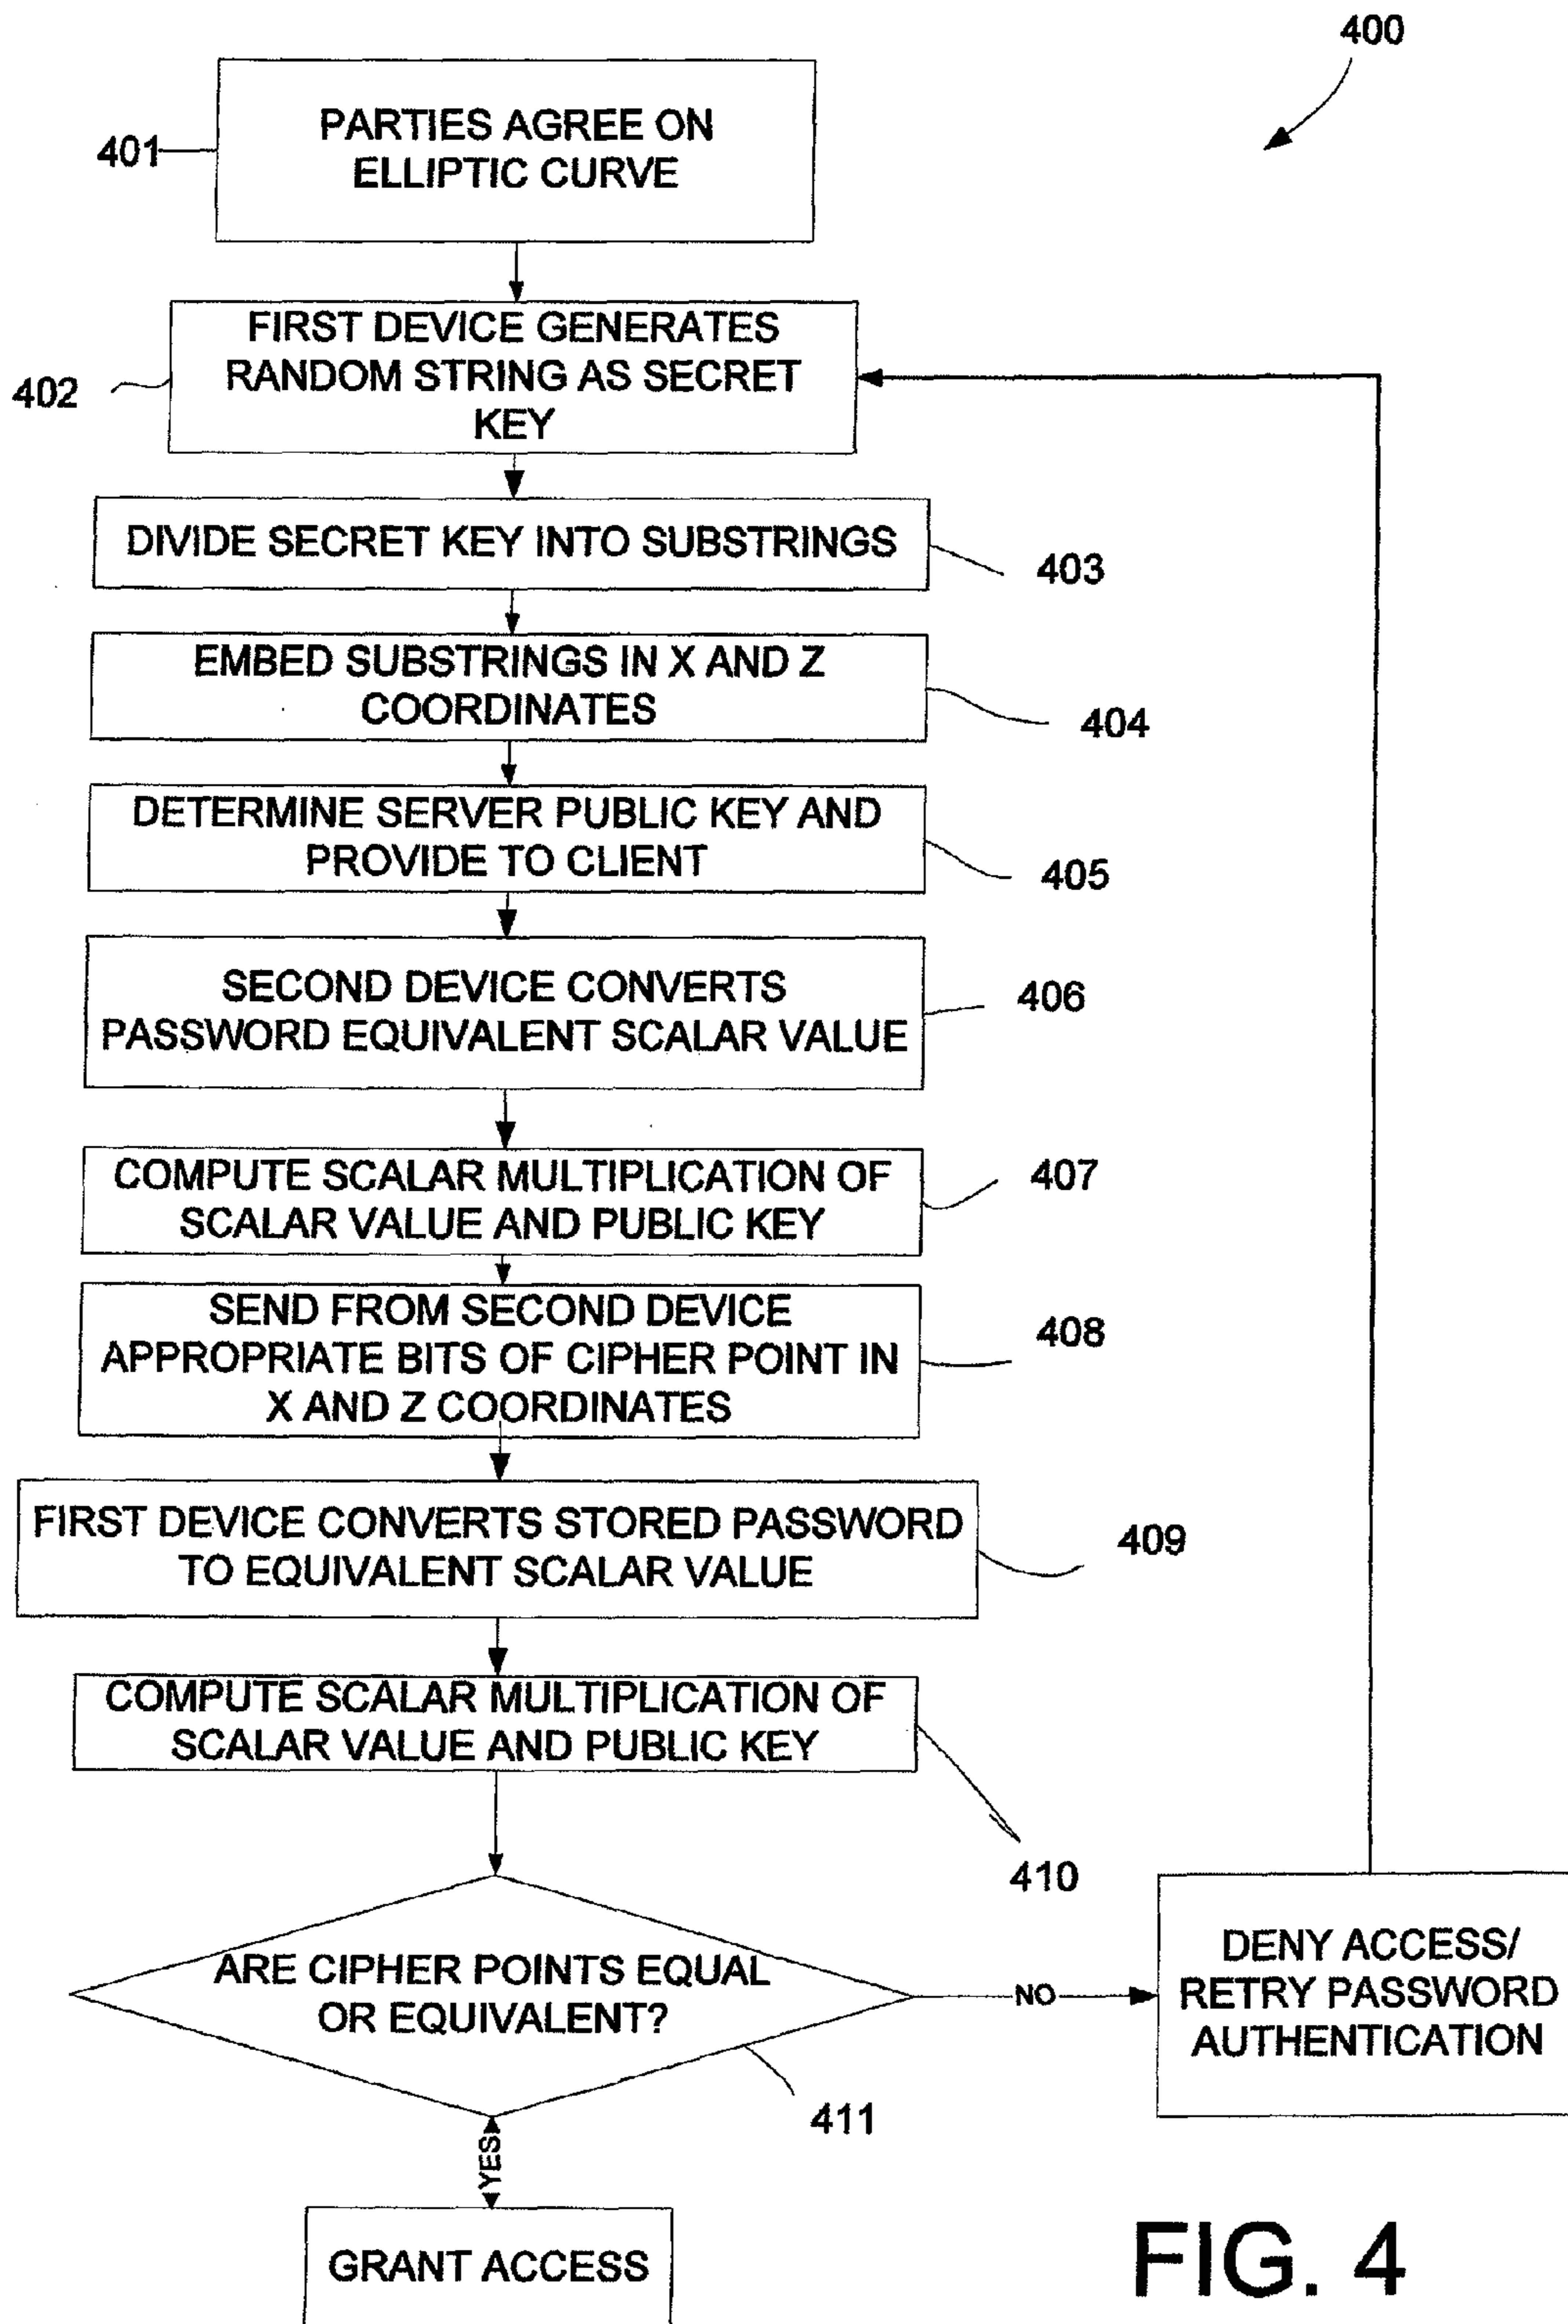 400
PARTIES AGREE ON
ELLIPTIC CURVE
401
FIRST DEVICE GENERATES
RANDOM STRING AS SECRET
KEY
402
DIVIDE SECRET KEY INTO SUBSTRINGS
403
EMBED SUBSTRINGS IN X AND Z
COORDINATES
404
DETERMINE SERVER PUBLIC KEY AND
PROVIDE TO CLIENT
405
SECOND DEVICE CONVERTS
PASSWORD EQUIVALENT SCALAR VALUE
406
COMPUTE SCALAR MULTIPLICATION OF
SCALAR VALUE AND PUBLIC KEY
407
SEND FROM SECOND DEVICE
APPROPRIATE BITS OF CIPHER POINT IN
X AND Z COORDINATES
408
FIRST DEVICE CONVERTS STORED PASSWORD
TO EQUIVALENT SCALAR VALUE
409
COMPUTE SCALAR MULTIPLICATION OF
SCALAR VALUE AND PUBLIC KEY
410
ARE CIPHER POINTS EQUAL
OR EQUIVALENT?
411
NO
DENY ACCESS/
RETRY PASSWORD
AUTHENTICATION
YES
GRANT ACCESS
FIG. 4